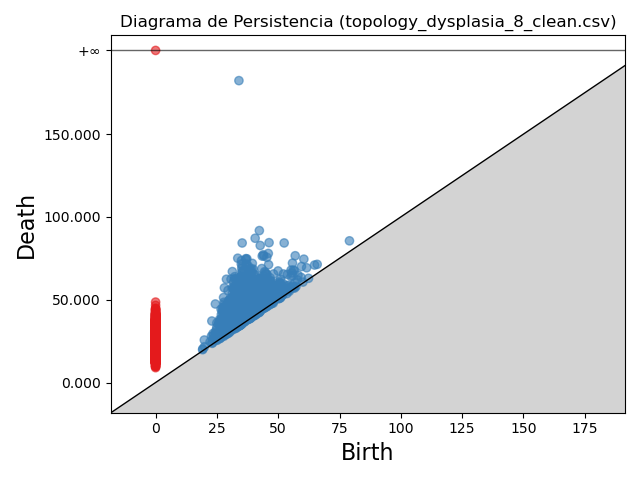 Diagrama de Persistencia (topology_dysplasia_8_clean.csv)
+∞
150.000
100.000
50.000
0.000
Death
0 25 50 75 100 125 150 175
Birth